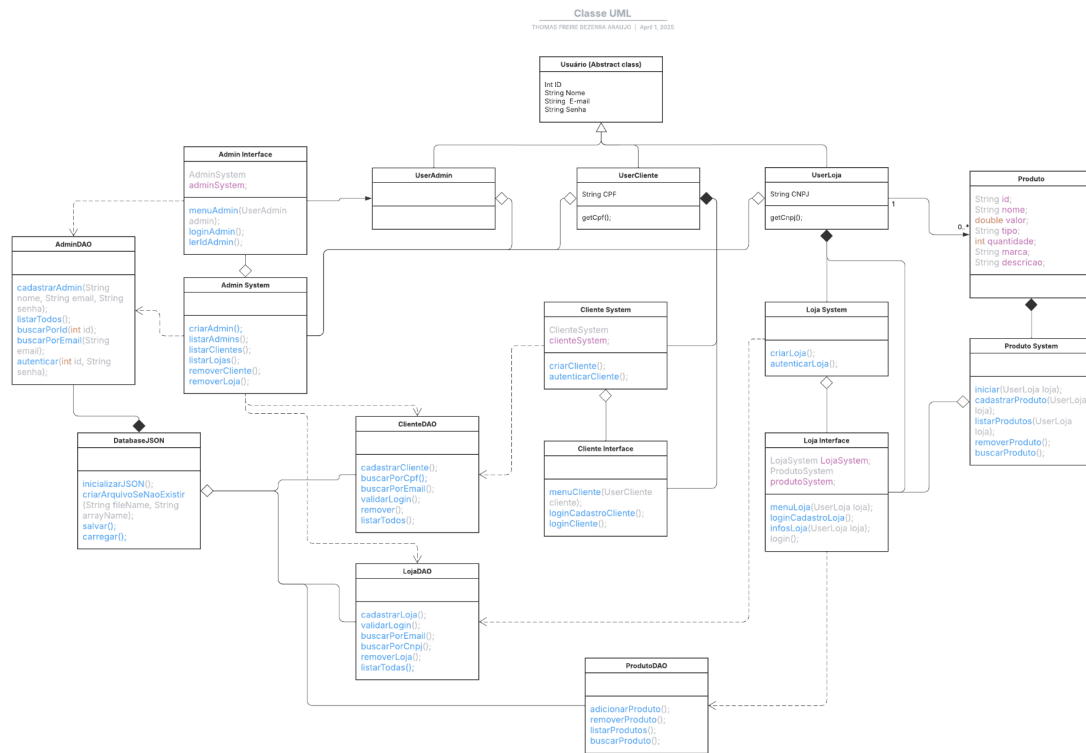 Classe UML
THOMAS FREIRE BEZERRA ARAUJO | April 1, 2025
Usuário (Abstract class)
Int ID
String Nome
Stiring E-mail
String Senha
Admin Interface
AdminSystem
adminSystem;
menuAdmin(UserAdmin
admin);
loginAdmin();
lerIdAdmin();
UserAdmin
UserCliente
String CPF
getCpf();
UserLoja
String CNPJ
getCnpj();
1
0..*
Produto
String id;
String nome;
double valor;
String tipo;
int quantidade;
String marca;
String descricao;
AdminDAO
cadastrarAdmin(String
nome, String email, String
senha);
listarTodos();
buscarPorId(int id);
buscarPorEmail(String
email);
autenticar(int id, String
senha);
Admin System
criarAdmin();
listarAdmins();
listarClientes();
listarLojas();
removerCliente();
removerLoja();
Cliente System
ClienteSystem
clienteSystem;
criarCliente();
autenticarCliente();
Loja System
criarLoja();
autenticarLoja();
Produto System
iniciar(UserLoja loja);
cadastrarProduto(UserLoja
loja);
listarProdutos(UserLoja
loja);
removerProduto();
buscarProduto();
DatabaseJSON
inicializarJSON();
criarArquivoSeNaoExistir
(String fileName, String
arrayName);
salvar();
carregar();
ClienteDAO
cadastrarCliente();
buscarPorCpf();
buscarPorEmail();
validarLogin();
remover();
listarTodos();
Cliente Interface
menuCliente(UserCliente
cliente);
loginCadastroCliente();
loginCliente();
Loja Interface
LojaSystem LojaSystem;
ProdutoSystem
produtoSystem;
menuLoja(UserLoja loja);
loginCadastroLoja();
infosLoja(UserLoja loja);
login();
LojaDAO
cadastrarLoja();
validarLogin();
buscarPorEmail();
buscarPorCnpj();
removerLoja();
listarTodas();
ProdutoDAO
adicionarProduto();
removerProduto();
listarProdutos();
buscarProduto();